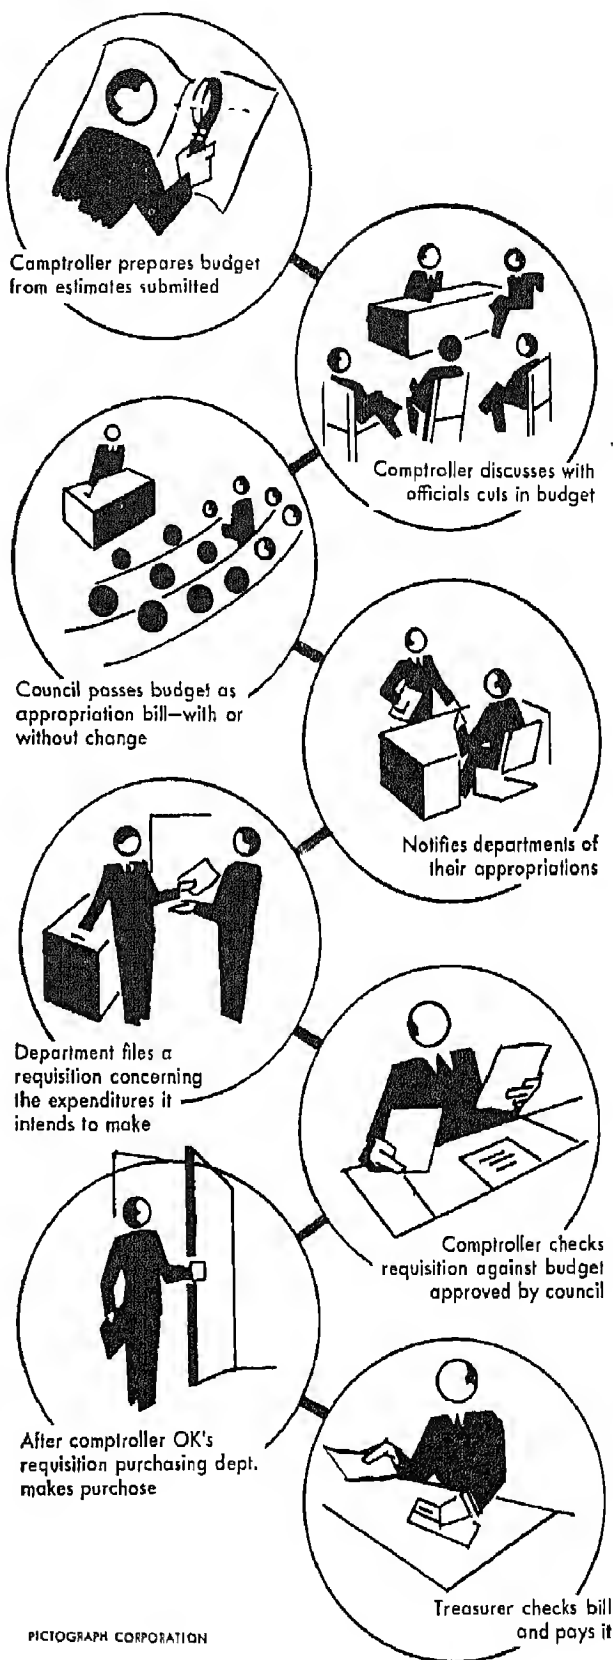 Comptroller prepares budget
from estimates submitted
Comptroller discusses with
officials cuts in budget
Council passes budget as
appropriation bill—with or
without change
Notifies departments of
their appropriations
Department files a
requisition concerning
the expenditures it
intends to make
Comptroller checks
requisition against budget
approved by council
After comptroller OK's
requisition purchasing dept.
makes purchase
Treasurer checks bill
and pays it
PICTOGRAPH CORPORATION